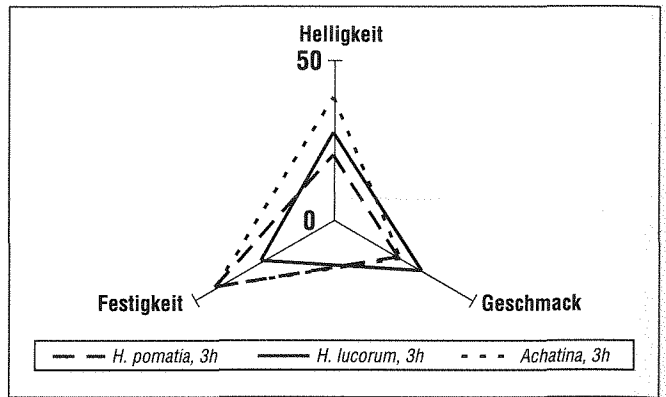 Helligkeit
50
0
Festigkeit
Geschmack
H. pomatia, 3h
H. lucorum, 3h
Achatina, 3h